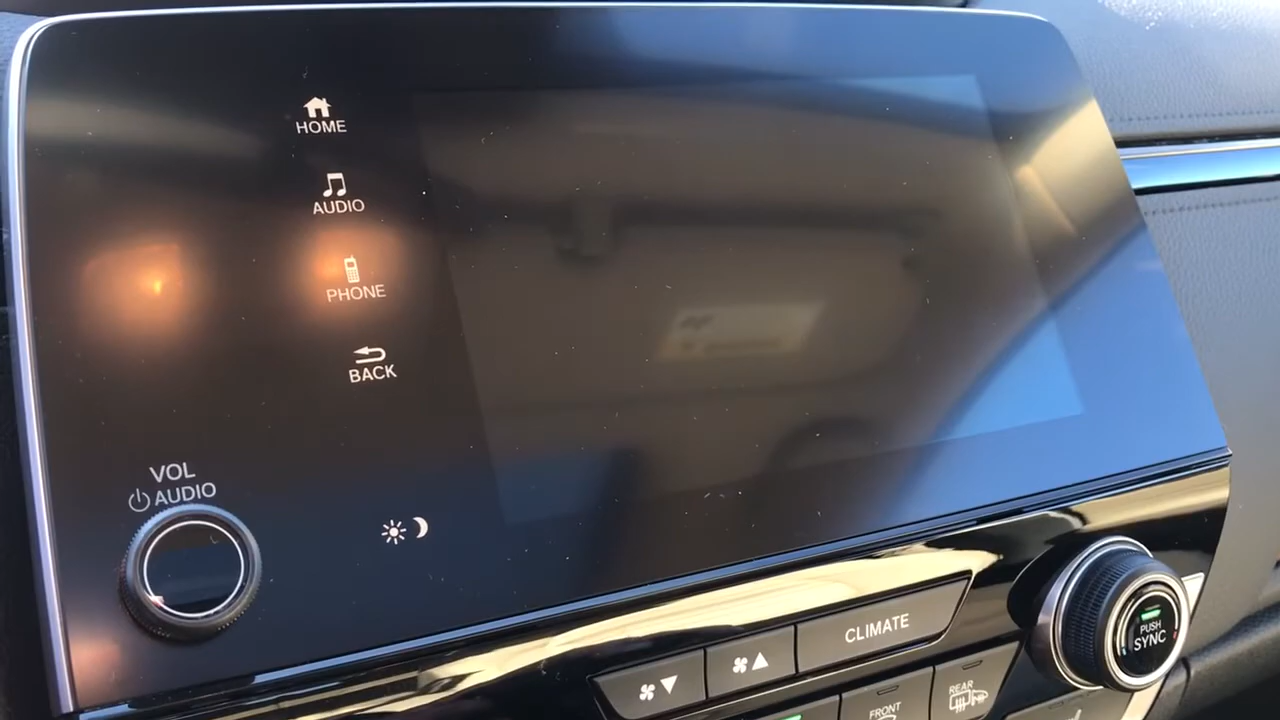 HOME
AUDIO
PHONE
BACK
VOL
AUDIO
CLIMATE
PUSH
SYNC
FRONT
REAR